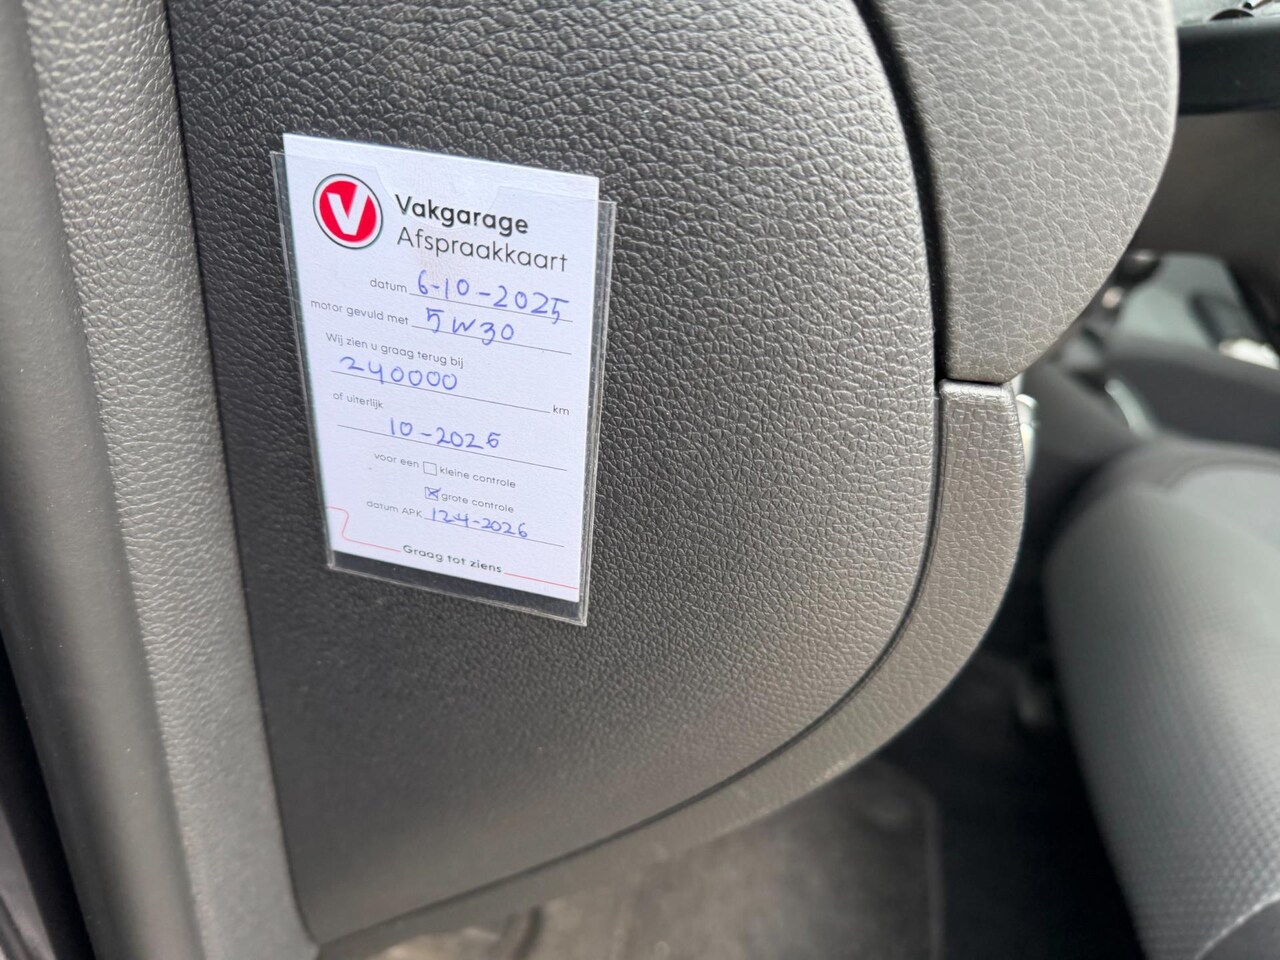 V
Vakgarage
Afspraakkaart
datum 6-10-2025
motor gevuld met 5W30
Wij zien u graag terug bij
240000 km
of uiterlijk
10-2026
voor een kleine controle
grote controle
datum APK 12-4-2026
Graag tot ziens